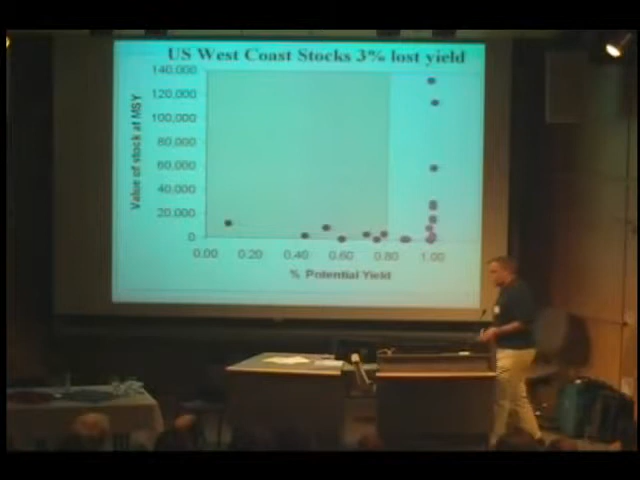 US West Coast Stocks 3% lost yield
140,000
120,000
100,000
80,000
60,000
40,000
20,000
0
Value of stock at MSY
0.00 0.20 0.40 0.60 0.80 1.00
% Potential Yield